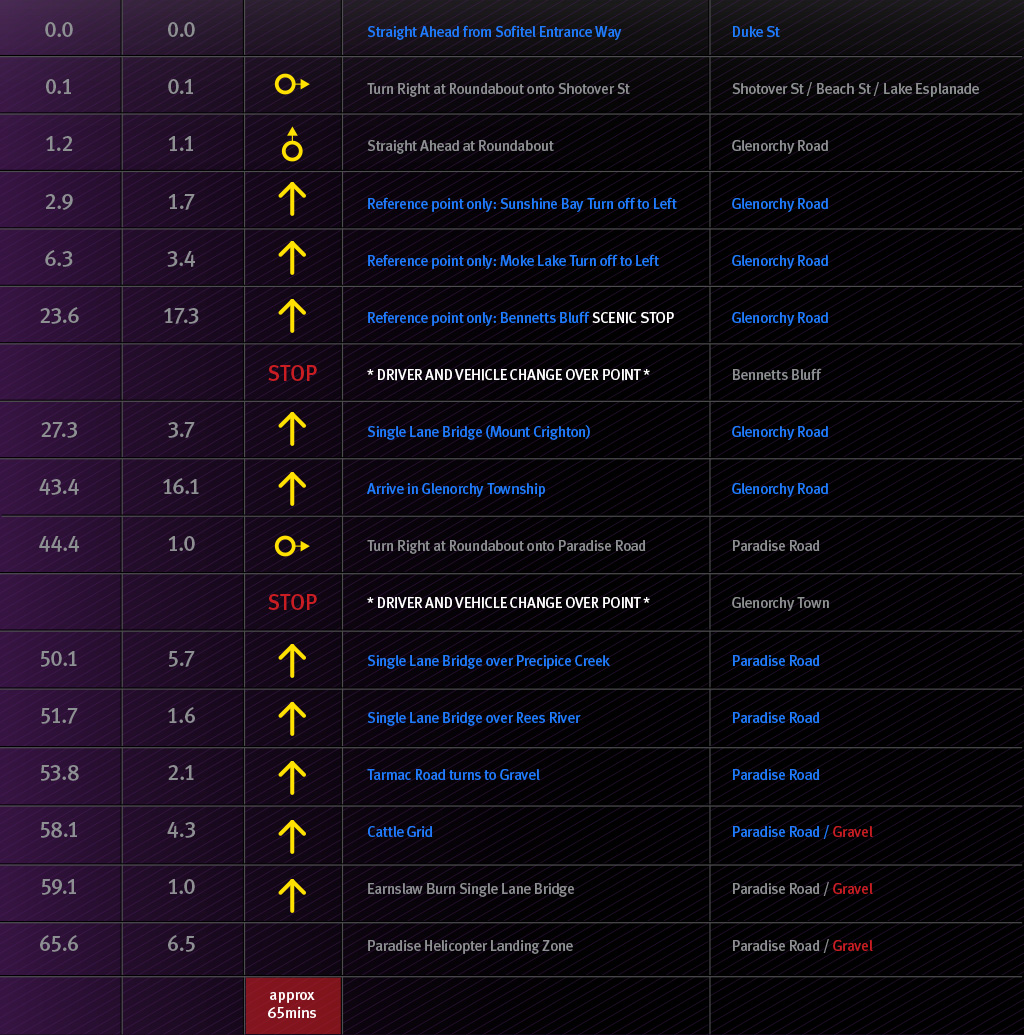 0.0 0.0 Straight Ahead from Sofitel Entrance Way Duke St
0.1 0.1 Turn Right at Roundabout onto Shotover St Shotover St / Beach St / Lake Esplanade
1.2 1.1 Straight Ahead at Roundabout Glenorchy Road
2.9 1.7 Reference point only: Sunshine Bay Turn off to Left Glenorchy Road
6.3 3.4 Reference point only: Moke Lake Turn off to Left Glenorchy Road
23.6 17.3 Reference point only: Bennetts Bluff SCENIC STOP Glenorchy Road
STOP * DRIVER AND VEHICLE CHANGE OVER POINT * Bennetts Bluff
27.3 3.7 Single Lane Bridge (Mount Crighton) Glenorchy Road
43.4 16.1 Arrive in Glenorchy Township Glenorchy Road
44.4 1.0 Turn Right at Roundabout onto Paradise Road Paradise Road
STOP * DRIVER AND VEHICLE CHANGE OVER POINT * Glenorchy Town
50.1 5.7 Single Lane Bridge over Precipice Creek Paradise Road
51.7 1.6 Single Lane Bridge over Rees River Paradise Road
53.8 2.1 Tarmac Road turns to Gravel Paradise Road
58.1 4.3 Cattle Grid Paradise Road / Gravel
59.1 1.0 Earnslaw Burn Single Lane Bridge Paradise Road / Gravel
65.6 6.5 Paradise Helicopter Landing Zone Paradise Road / Gravel
approx
65mins